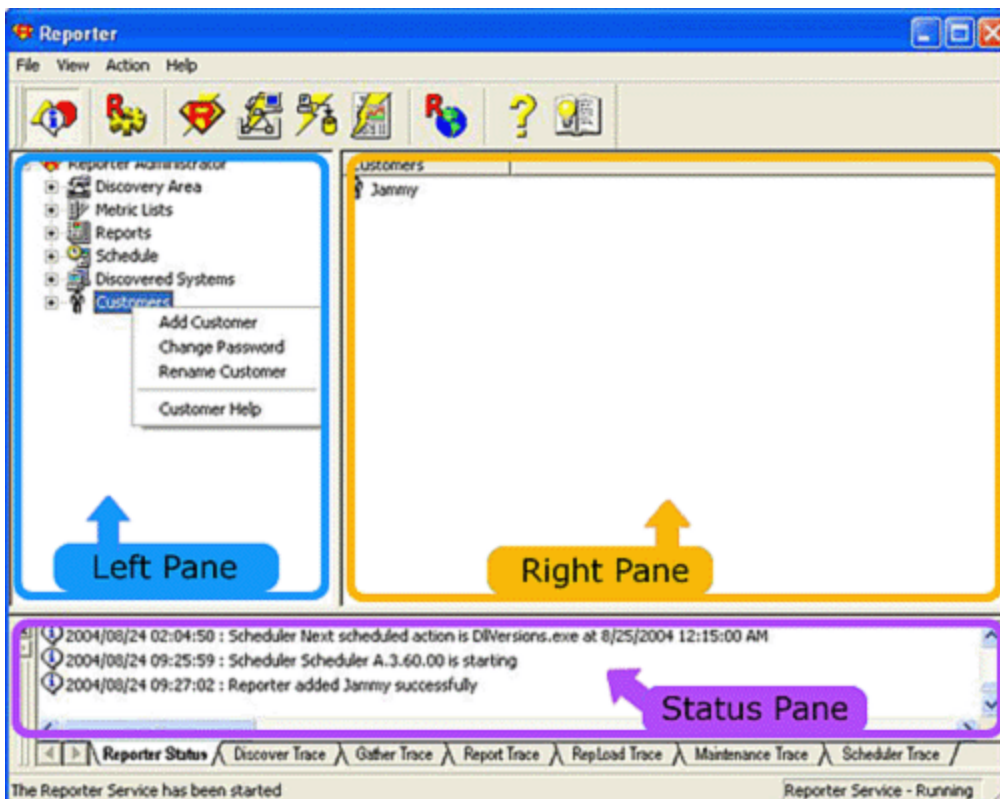 Reporter
File View Action Help
Reporter Administrator
Discovery Area
Metric Lists
Reports
Schedule
Discovered Systems
Customers
Add Customer
Change Password
Rename Customer
Customer Help
Left Pane
Customers
Jammy
Right Pane
2004/08/24 02:04:50 : Scheduler Next scheduled action is DlVersions.exe at 8/25/2004 12:15:00 AM
2004/08/24 09:25:59 : Scheduler Scheduler A.3.60.00 is starting
2004/08/24 09:27:02 : Reporter added Jammy successfully
Status Pane
Reporter Status Discover Trace Gather Trace Report Trace RepLoad Trace Maintenance Trace Scheduler Trace
The Reporter Service has been started Reporter Service - Running